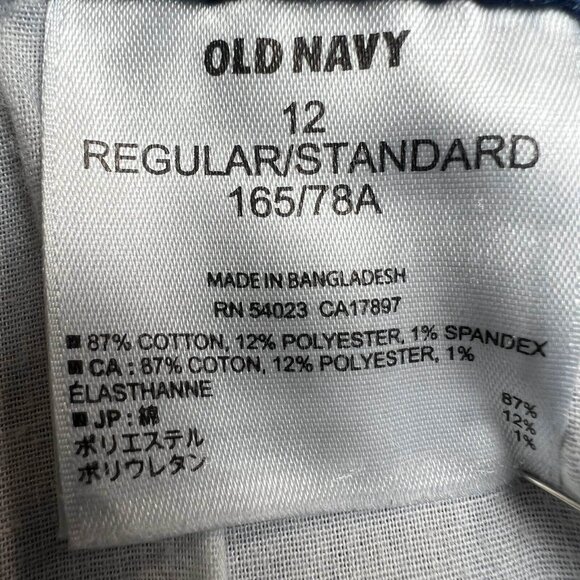 OLD NAVY
12
REGULAR/STANDARD
165/78A
MADE IN BANGLADESH
RN 54023 CA17897
■ 87% COTTON, 12% POLYESTER, 1% SPANDEX
■ CA : 87% COTON, 12% POLYESTER, 1%
ÉLASTHANNE
■ JP : 綿 87%
ポリエステル 12%
ポリウレタン 1%